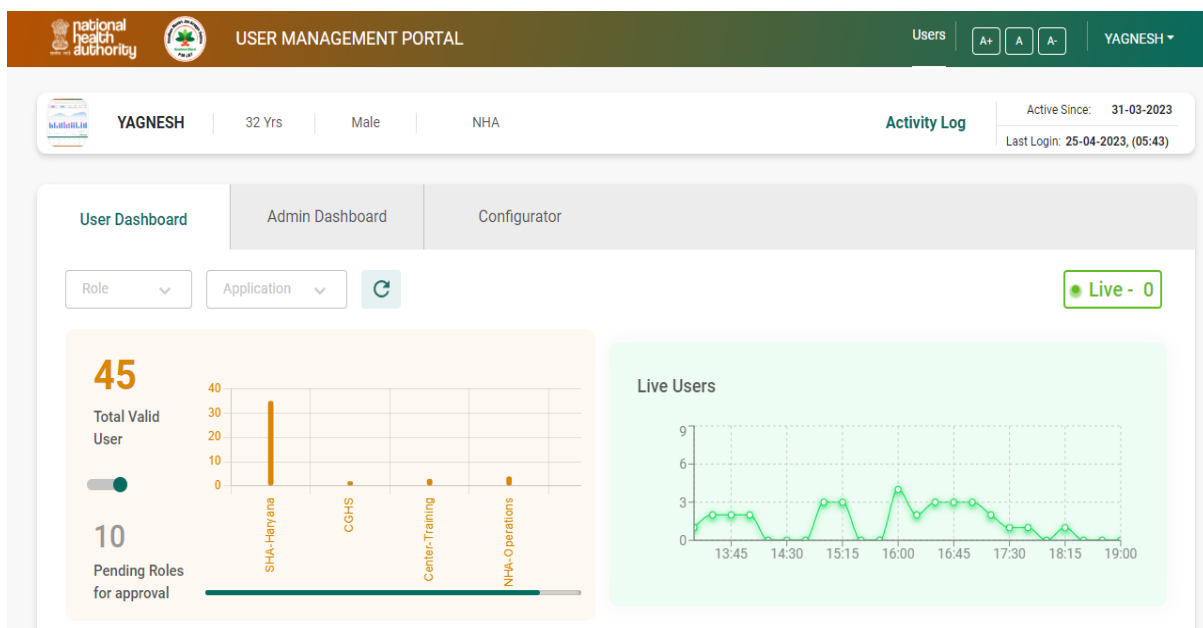 national
health
authority
USER MANAGEMENT PORTAL
Users
A+
A
A-
YAGNESH
YAGNESH
32 Yrs
Male
NHA
Activity Log
Active Since: 31-03-2023
Last Login: 25-04-2023, (05:43)
User Dashboard
Admin Dashboard
Configurator
Role
Application
Live - 0
45
Total Valid
User
10
Pending Roles
for approval
40
30
20
10
0
SHA-Haryana
CGHS
Center-Training
NHA-Operations
Live Users
9
6
3
0
13:45 14:30 15:15 16:00 16:45 17:30 18:15 19:00